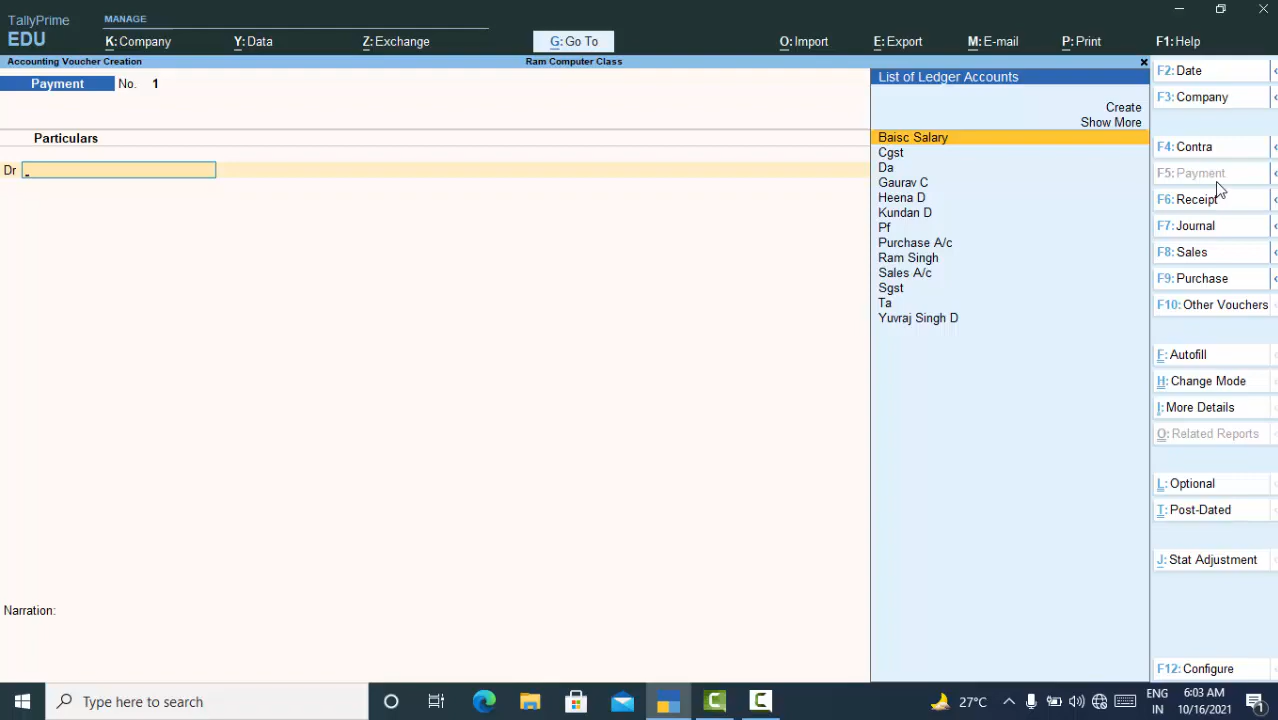 TallyPrime
EDU
MANAGE
K: Company
Y: Data
Z: Exchange
G: Go To
O: Import
E: Export
M: E-mail
P: Print
F1: Help
Accounting Voucher Creation
Ram Computer Class
Payment No. 1
Particulars
Dr
Narration:
List of Ledger Accounts
Create
Show More
Baisc Salary
Cgst
Da
Gaurav C
Heena D
Kundan D
Pf
Purchase A/c
Ram Singh
Sales A/c
Sgst
Ta
Yuvraj Singh D
F2: Date
F3: Company
F4: Contra
F5: Payment
F6: Receipt
F7: Journal
F8: Sales
F9: Purchase
F10: Other Vouchers
F: Autofill
H: Change Mode
I: More Details
O: Related Reports
L: Optional
T: Post-Dated
J: Stat Adjustment
F12: Configure
Type here to search
27°C
ENG
IN
6:03 AM
10/16/2021
1